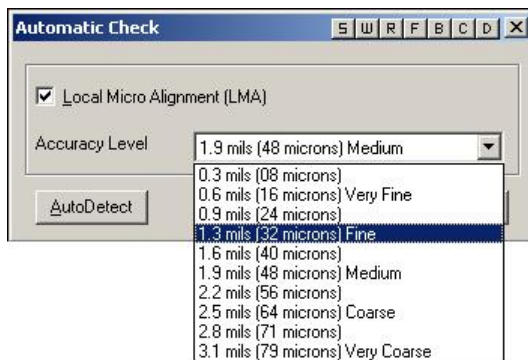 Automatic Check S W R F B C D X
Local Micro Alignment (LMA)
Accuracy Level 1.9 mils (48 microns) Medium
0.3 mils (08 microns)
0.6 mils (16 microns) Very Fine
AutoDetect
0.9 mils (24 microns)
1.3 mils (32 microns) Fine
1.6 mils (40 microns)
1.9 mils (48 microns) Medium
2.2 mils (56 microns)
2.5 mils (64 microns) Coarse
2.8 mils (71 microns)
3.1 mils (79 microns) Very Coarse